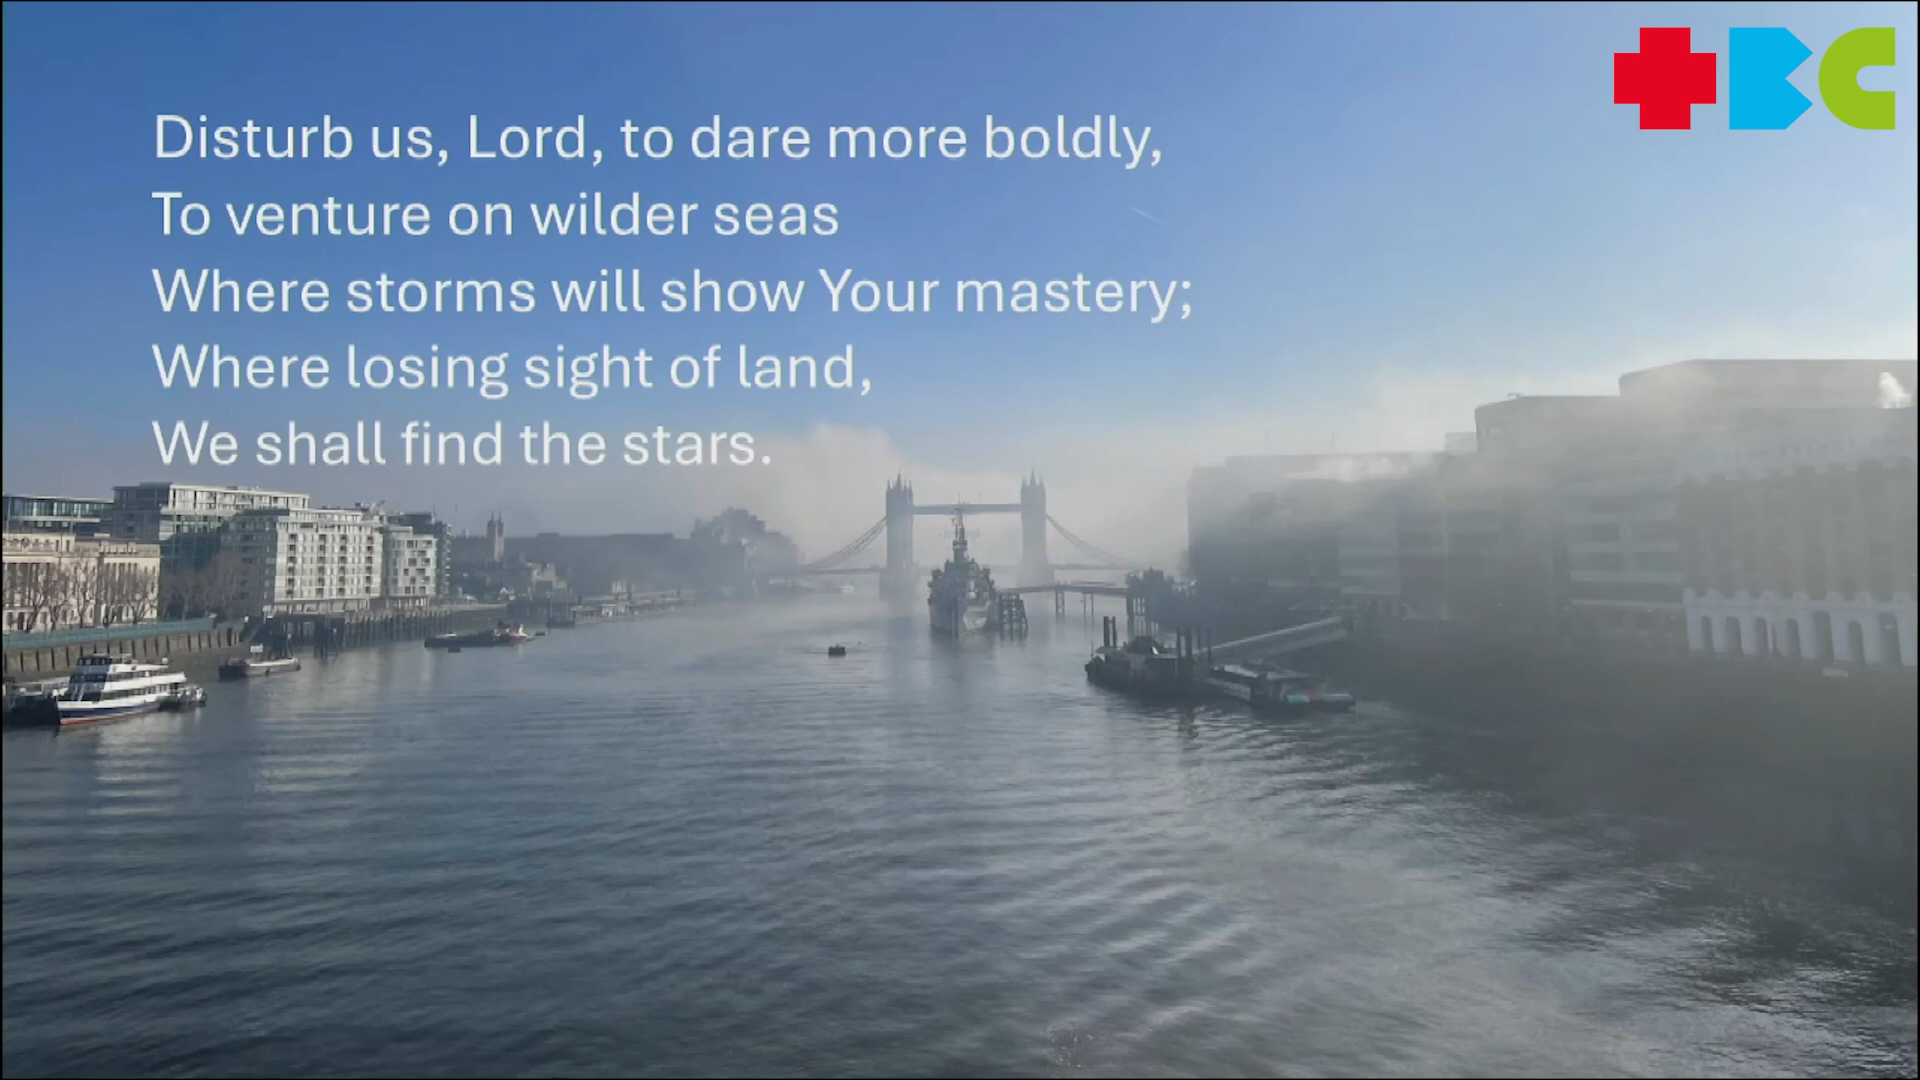 Disturb us, Lord, to dare more boldly,
To venture on wilder seas
Where storms will show Your mastery;
Where losing sight of land,
We shall find the stars.
BC